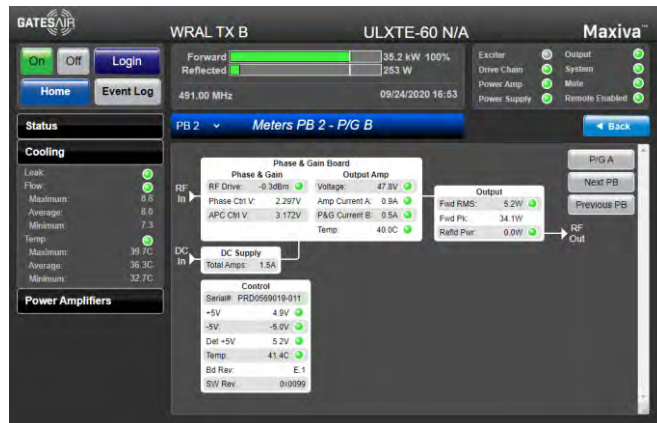 GATESAIR
WRAL TX B
ULXTE-60 N/A
Maxiva™
On
Off
Login
Home
Event Log
Forward
35.2 kW 100%
Reflected
253 W
491.00 MHz
09/24/2020 16:53
Exciter
Output
Drive Chain
System
Power Amp
Mute
Power Supply
Remote Enabled
Status
PB 2
Meters PB 2 - P/G B
Back
Cooling
Leak:
Flow:
Maximum: 8.8
Average: 8.0
Minimum: 7.3
Temp:
Maximum: 39.7C
Average: 36.3C
Minimum: 32.7C
Power Amplifiers
RF
In
Phase & Gain Board
Phase & Gain
Output Amp
RF Drive: -0.3dBm
Voltage: 47.8V
Phase Ctrl V: 2.297V
Amp Current A: 0.9A
APC Ctrl V: 3.172V
P&G Current B: 0.5A
Temp: 40.0C
Output
Fwd RMS: 5.2W
Fwd Pk: 34.1W
Reftd Pwr: 0.0W
RF
Out
P/G A
Next PB
Previous PB
DC
In
DC Supply
Total Amps: 1.5A
Control
Serial#: PRD0569019-011
+5V 4.9V
-5V: -5.0V
Det +5V 5.2V
Temp: 41.4C
Bd Rev: E.1
SW Rev: 0x0099